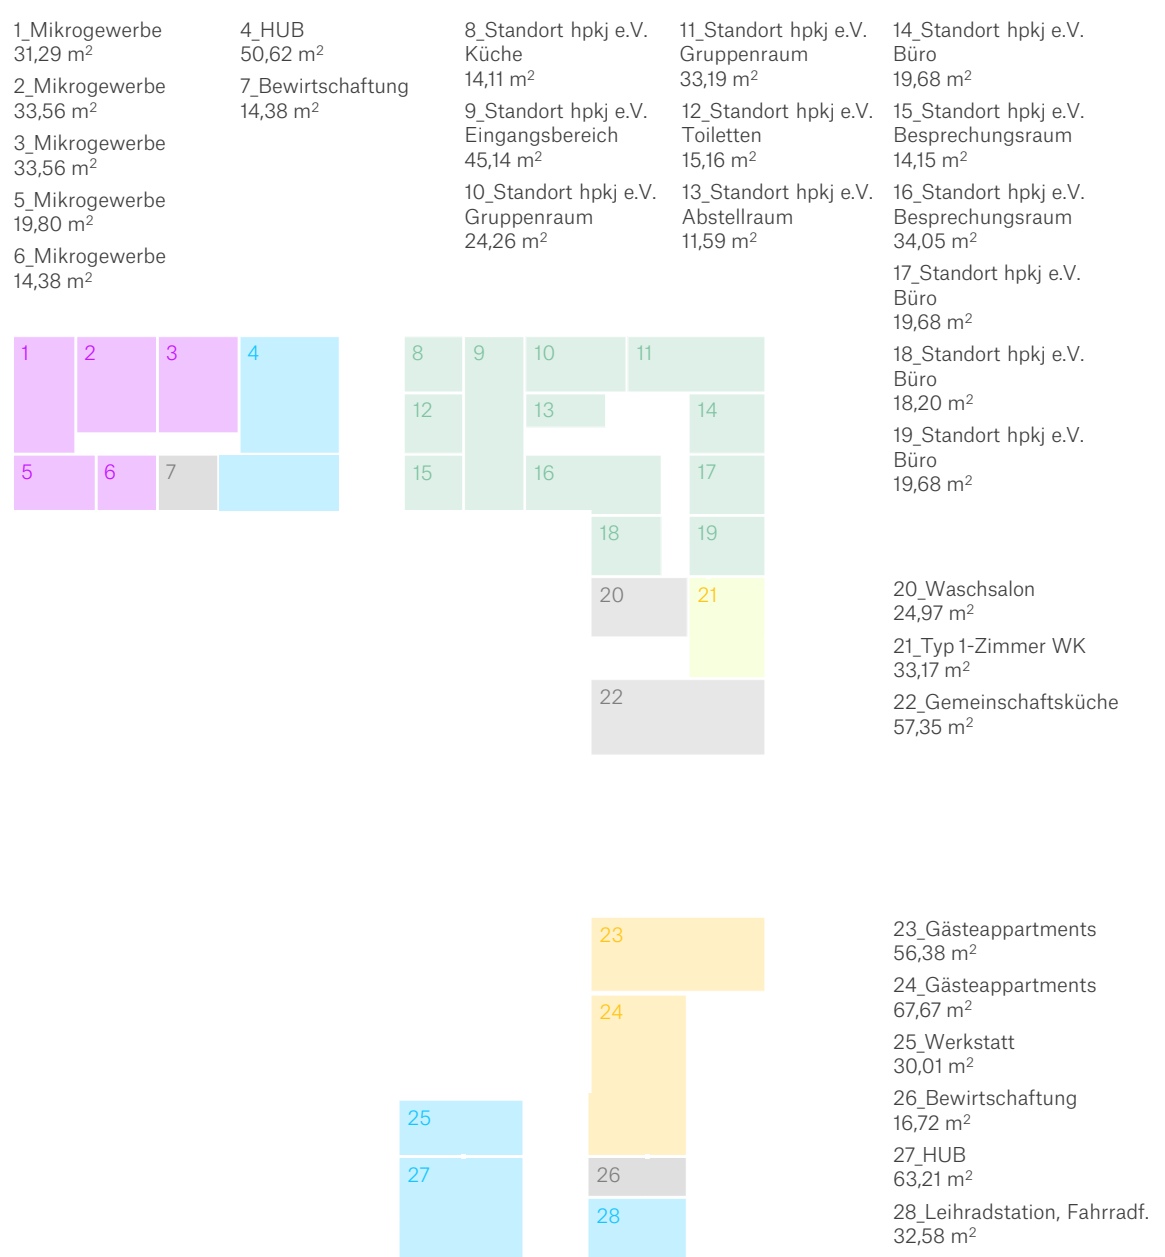 1_Mikrogewerbe
31,29 m²
2_Mikrogewerbe
33,56 m²
3_Mikrogewerbe
33,56 m²
5_Mikrogewerbe
19,80 m²
6_Mikrogewerbe
14,38 m²
4_HUB
50,62 m²
7_Bewirtschaftung
14,38 m²
8_Standort hpkj e.V.
Küche
14,11 m²
9_Standort hpkj e.V.
Eingangsbereich
45,14 m²
10_Standort hpkj e.V.
Gruppenraum
24,26 m²
11_Standort hpkj e.V.
Gruppenraum
33,19 m²
12_Standort hpkj e.V.
Toiletten
15,16 m²
13_Standort hpkj e.V.
Abstellraum
11,59 m²
14_Standort hpkj e.V.
Büro
19,68 m²
15_Standort hpkj e.V.
Besprechungsraum
14,15 m²
16_Standort hpkj e.V.
Besprechungsraum
34,05 m²
17_Standort hpkj e.V.
Büro
19,68 m²
18_Standort hpkj e.V.
Büro
18,20 m²
19_Standort hpkj e.V.
Büro
19,68 m²
1 2 3 4
5 6 7
8 9 10 11
12 13 14
15 16 17
18 19
20 21
22
20_Waschsalon
24,97 m²
21_Typ 1-Zimmer WK
33,17 m²
22_Gemeinschaftsküche
57,35 m²
23
24
25
26
27
28
23_Gästeappartments
56,38 m²
24_Gästeappartments
67,67 m²
25_Werkstatt
30,01 m²
26_Bewirtschaftung
16,72 m²
27_HUB
63,21 m²
28_Leihradstation, Fahrradf.
32,58 m²